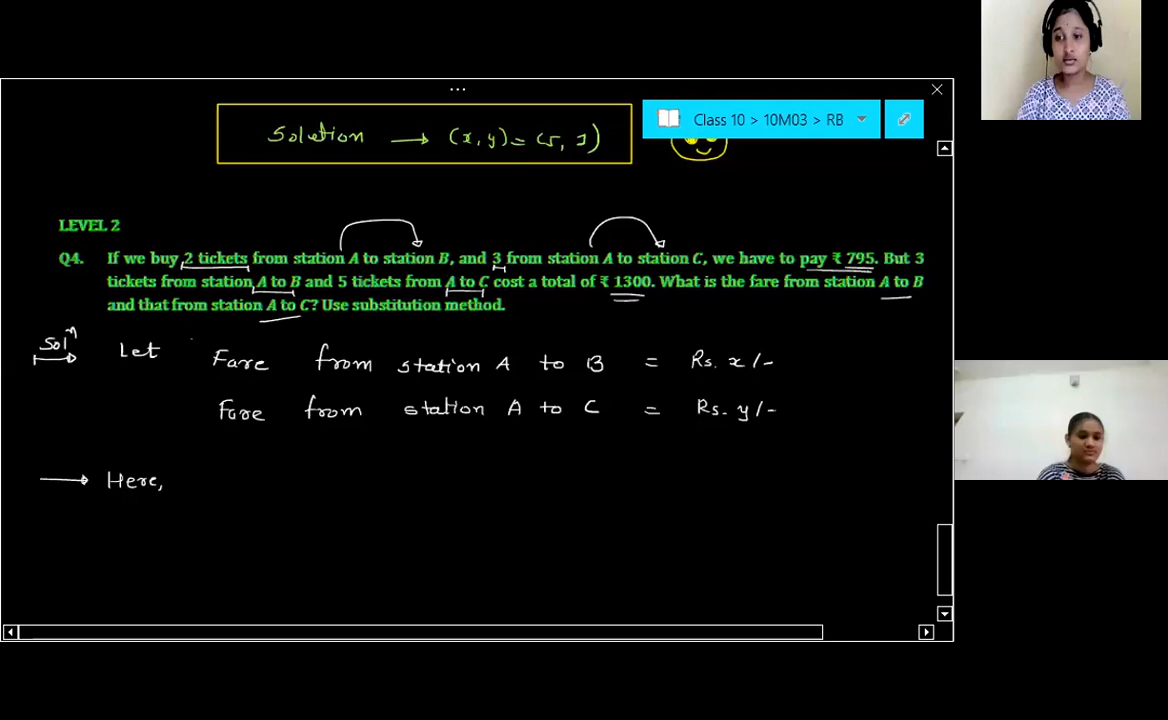 Solution → (x, y) = (5, 1)
Class 10 > 10M03 > RB
LEVEL 2
Q4. If we buy 2 tickets from station A to station B, and 3 from station A to station C, we have to pay ₹ 795. But 3
tickets from station A to B and 5 tickets from A to C cost a total of ₹ 1300. What is the fare from station A to B
and that from station A to C? Use substitution method.
Solⁿ Let Fare from station A to B = Rs. x/-
Fare from station A to C = Rs. y/-
→ Here,